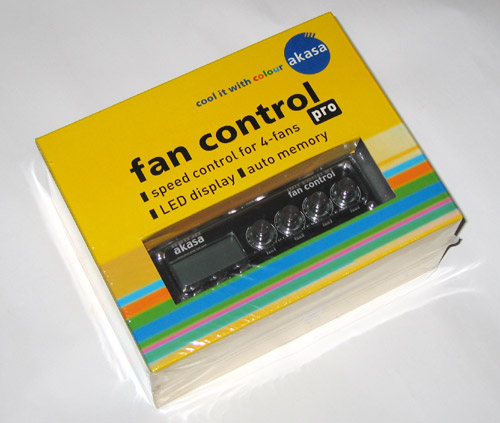 cool it with colour
akasa
fan control
pro
speed control for 4-fans
LED display
auto memory
akasa
fan control